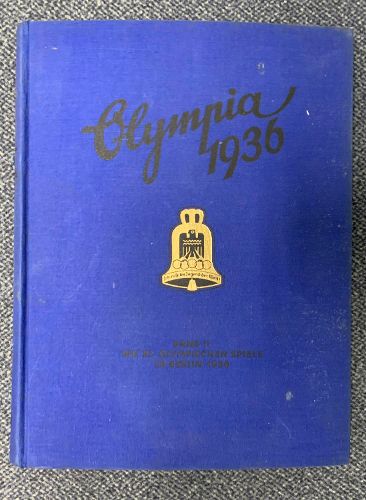 Olympia
1936
BAND II
DIE XI. OLYMPISCHEN SPIELE
IN BERLIN 1936